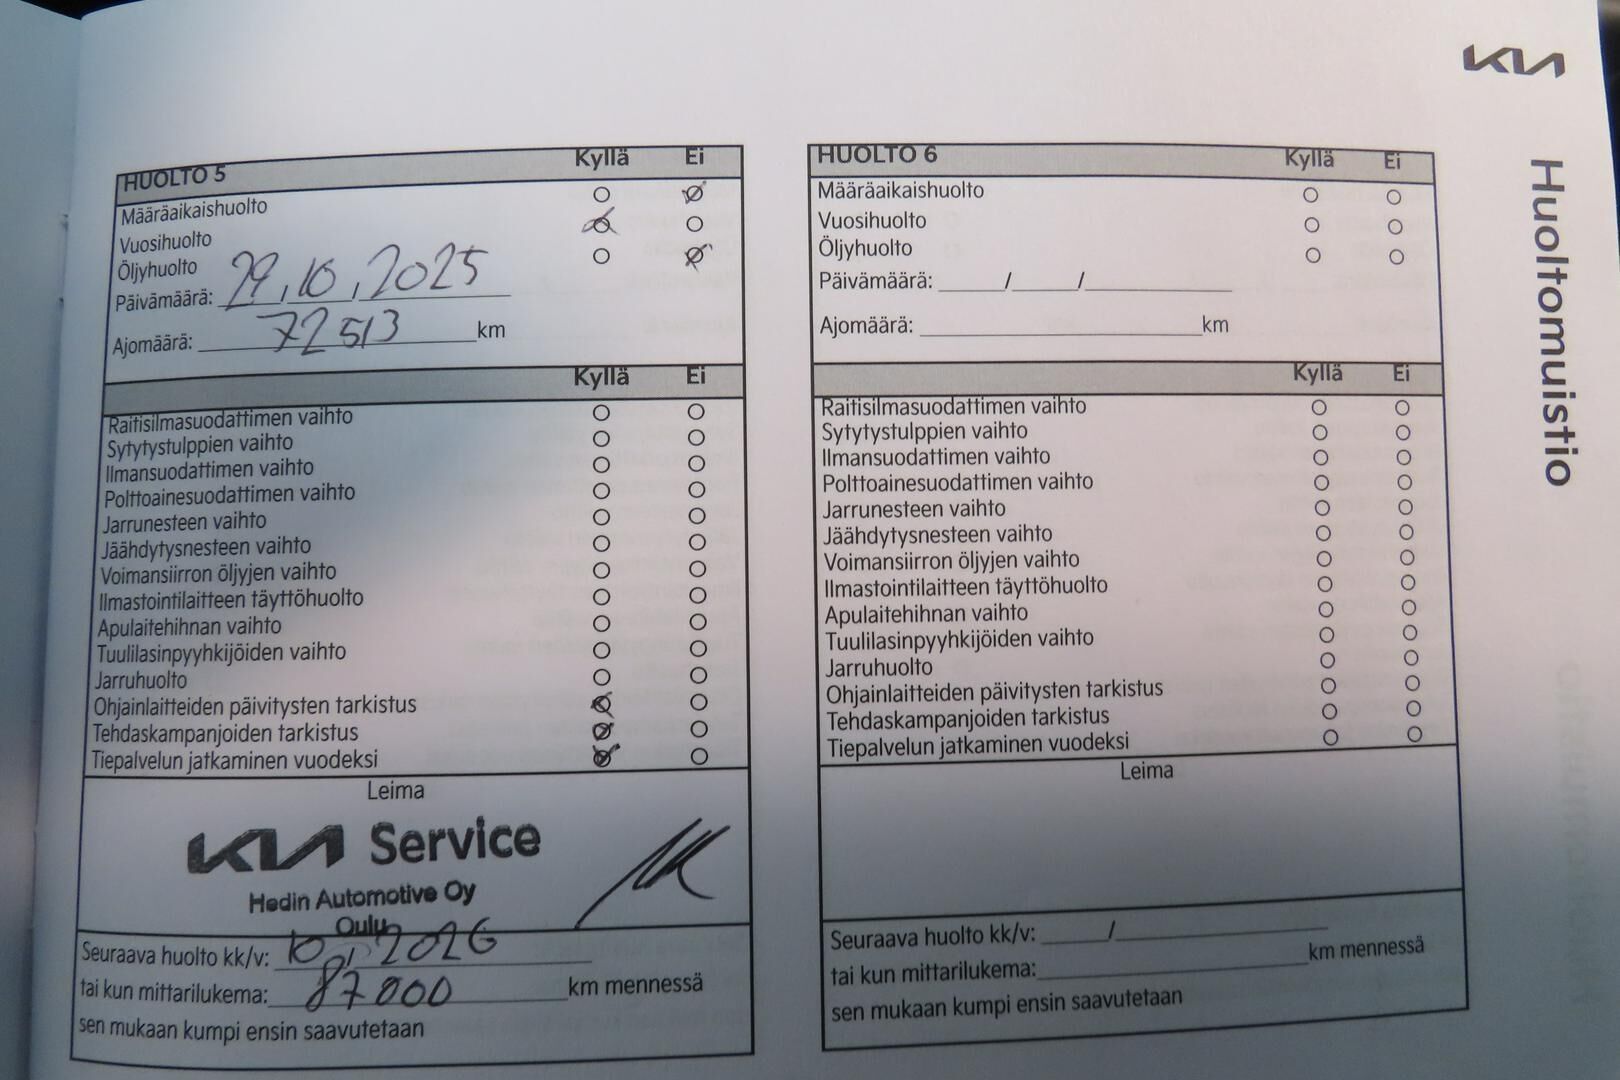 KIA
Huoltomuistio
HUOLTO 5 Kyllä Ei
Määräaikaishuolto
Vuosihuolto
Öljyhuolto
Päivämäärä: 29.10.2025
Ajomäärä: 72513 km
Kyllä Ei
Raitisilmasuodattimen vaihto
Sytytystulppien vaihto
Ilmansuodattimen vaihto
Polttoainesuodattimen vaihto
Jarrunesteen vaihto
Jäähdytysnesteen vaihto
Voimansiirron öljyjen vaihto
Ilmastointilaitteen täyttöhuolto
Apulaitehihnan vaihto
Tuulilasinpyyhkijöiden vaihto
Jarruhuolto
Ohjainlaitteiden päivitysten tarkistus
Tehdaskampanjoiden tarkistus
Tiepalvelun jatkaminen vuodeksi
Leima
KIA Service
Hedin Automotive Oy
Oulu
Seuraava huolto kk/v: 10, 2026
tai kun mittarilukema: 87000 km mennessä
sen mukaan kumpi ensin saavutetaan
HUOLTO 6 Kyllä Ei
Määräaikaishuolto
Vuosihuolto
Öljyhuolto
Päivämäärä: / /
Ajomäärä: km
Kyllä Ei
Raitisilmasuodattimen vaihto
Sytytystulppien vaihto
Ilmansuodattimen vaihto
Polttoainesuodattimen vaihto
Jarrunesteen vaihto
Jäähdytysnesteen vaihto
Voimansiirron öljyjen vaihto
Ilmastointilaitteen täyttöhuolto
Apulaitehihnan vaihto
Tuulilasinpyyhkijöiden vaihto
Jarruhuolto
Ohjainlaitteiden päivitysten tarkistus
Tehdaskampanjoiden tarkistus
Tiepalvelun jatkaminen vuodeksi
Leima
Seuraava huolto kk/v: /
tai kun mittarilukema: km mennessä
sen mukaan kumpi ensin saavutetaan